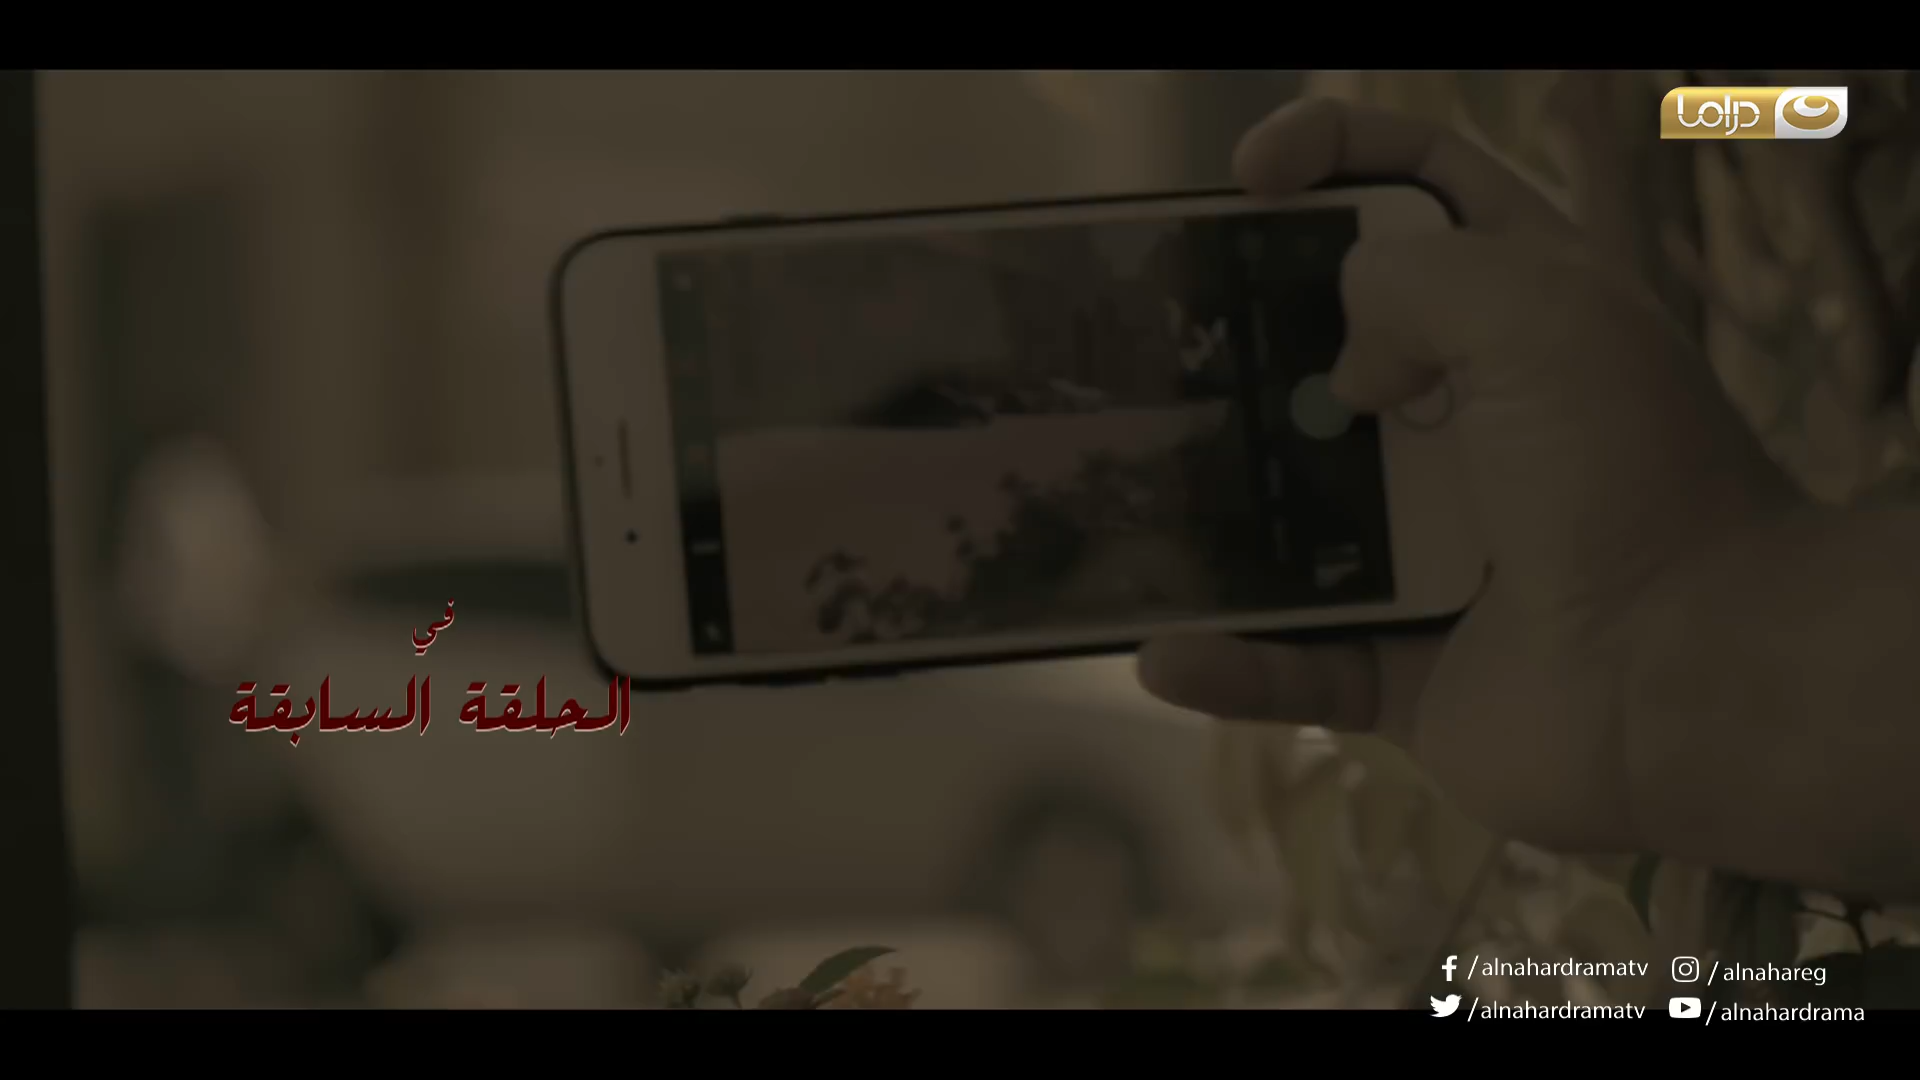 دراما
في
الحلقة السابقة
/alnahardramatv
/alnahareg
/alnahardramatv
/alnahardrama